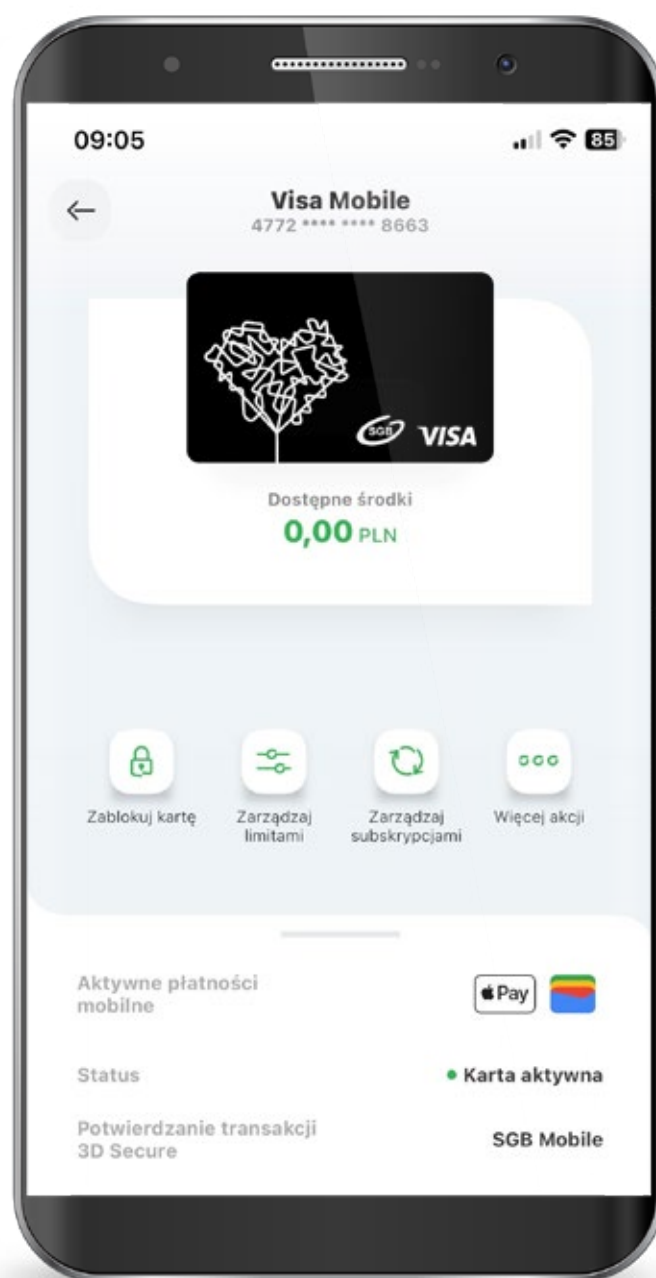 09:05
85
Visa Mobile
4772 **** **** 8663
SGB VISA
Dostępne środki
0,00 PLN
Zablokuj kartę
Zarządzaj
limitami
Zarządzaj
subskrypcjami
Więcej akcji
Aktywne płatności
mobilne
Pay
Status
Karta aktywna
Potwierdzanie transakcji
3D Secure
SGB Mobile